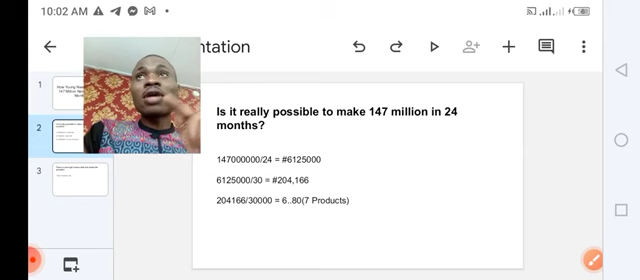 10:02 AM
ntation
1
2
3
Is it really possible to make 147 million in 24
months?
147000000/24 = #6125000
6125000/30 = #204,166
204166/30000 = 6..80(7 Products)